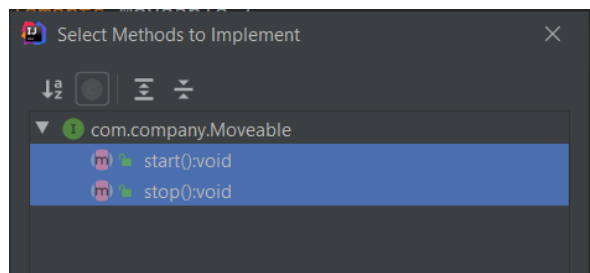 Select Methods to Implement
com.company.Moveable
start():void
stop():void